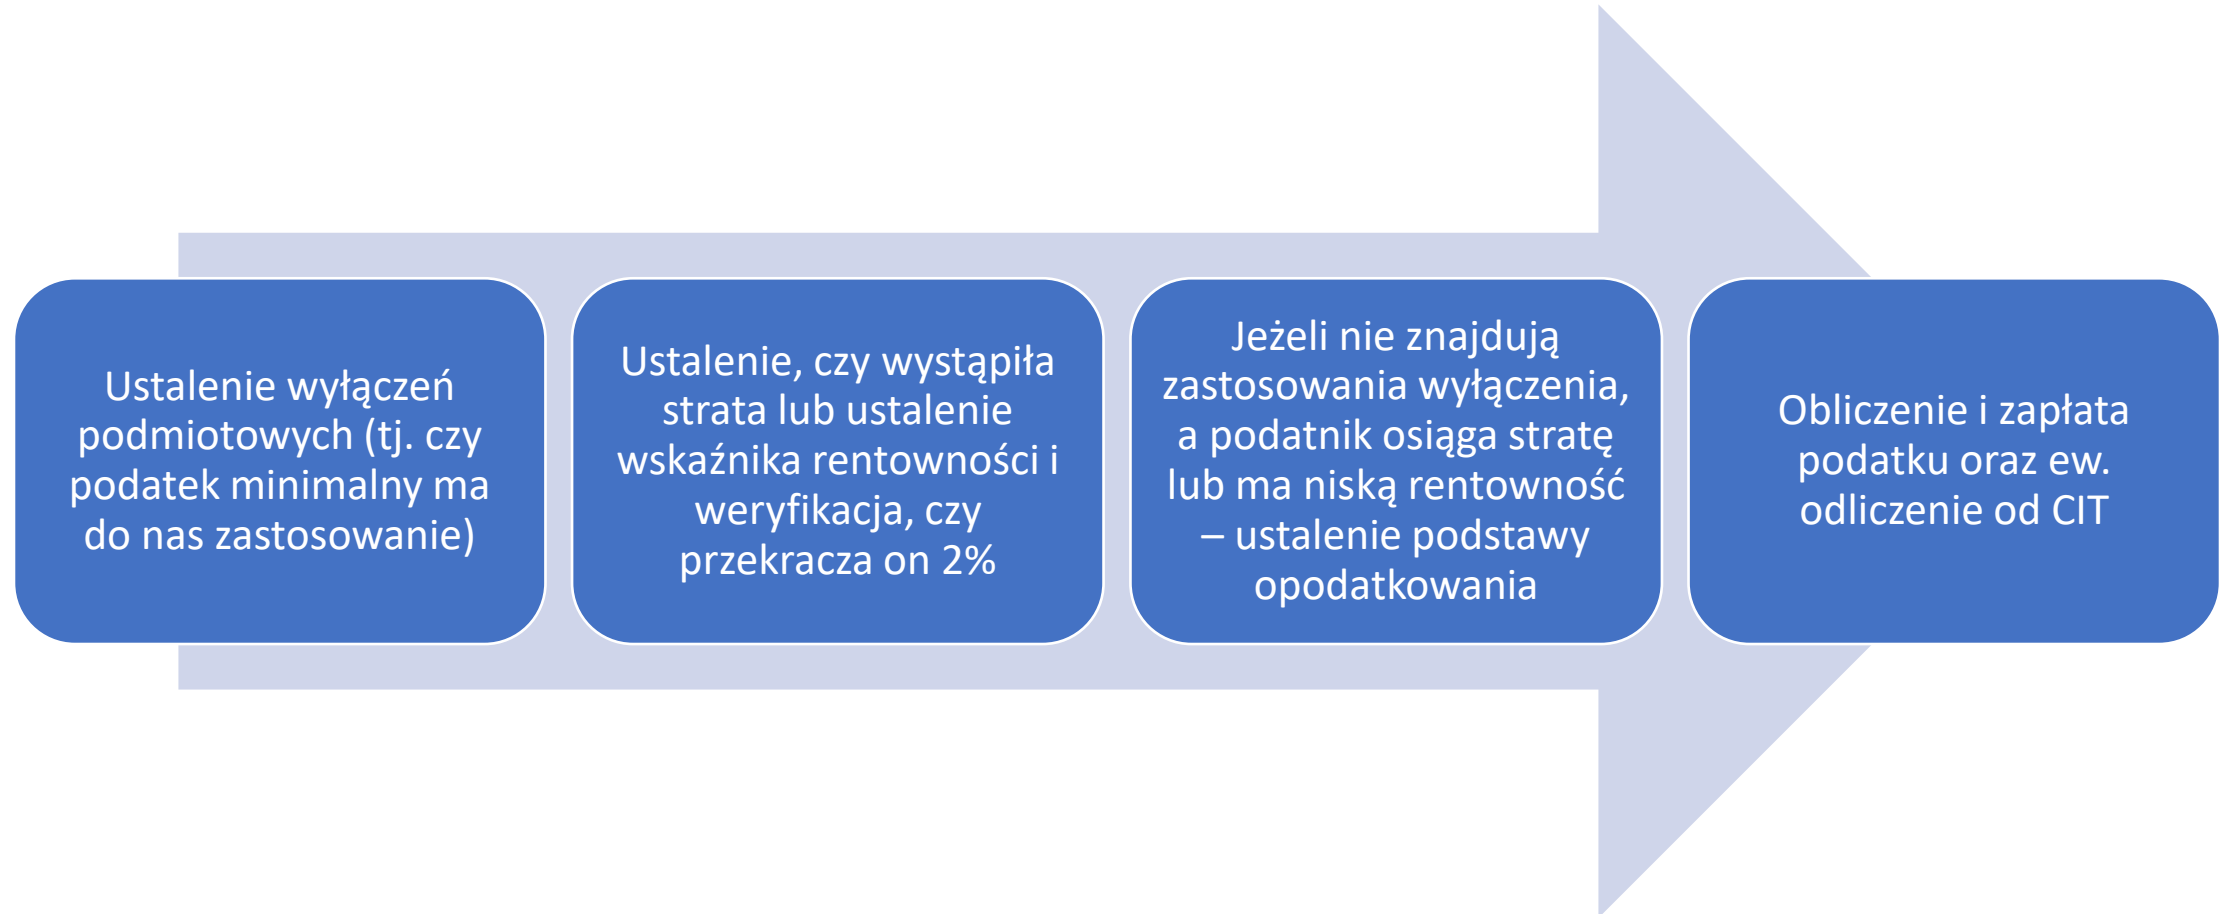 Ustalenie wyłączeń
podmiotowych (tj. czy
podatek minimalny ma
do nas zastosowanie)
Ustalenie, czy wystąpiła
strata lub ustalenie
wskaźnika rentowności i
weryfikacja, czy
przekracza on 2%
Jeżeli nie znajdują
zastosowania wyłączenia,
a podatnik osiąga stratę
lub ma niską rentowność
– ustalenie podstawy
opodatkowania
Obliczenie i zapłata
podatku oraz ew.
odliczenie od CIT